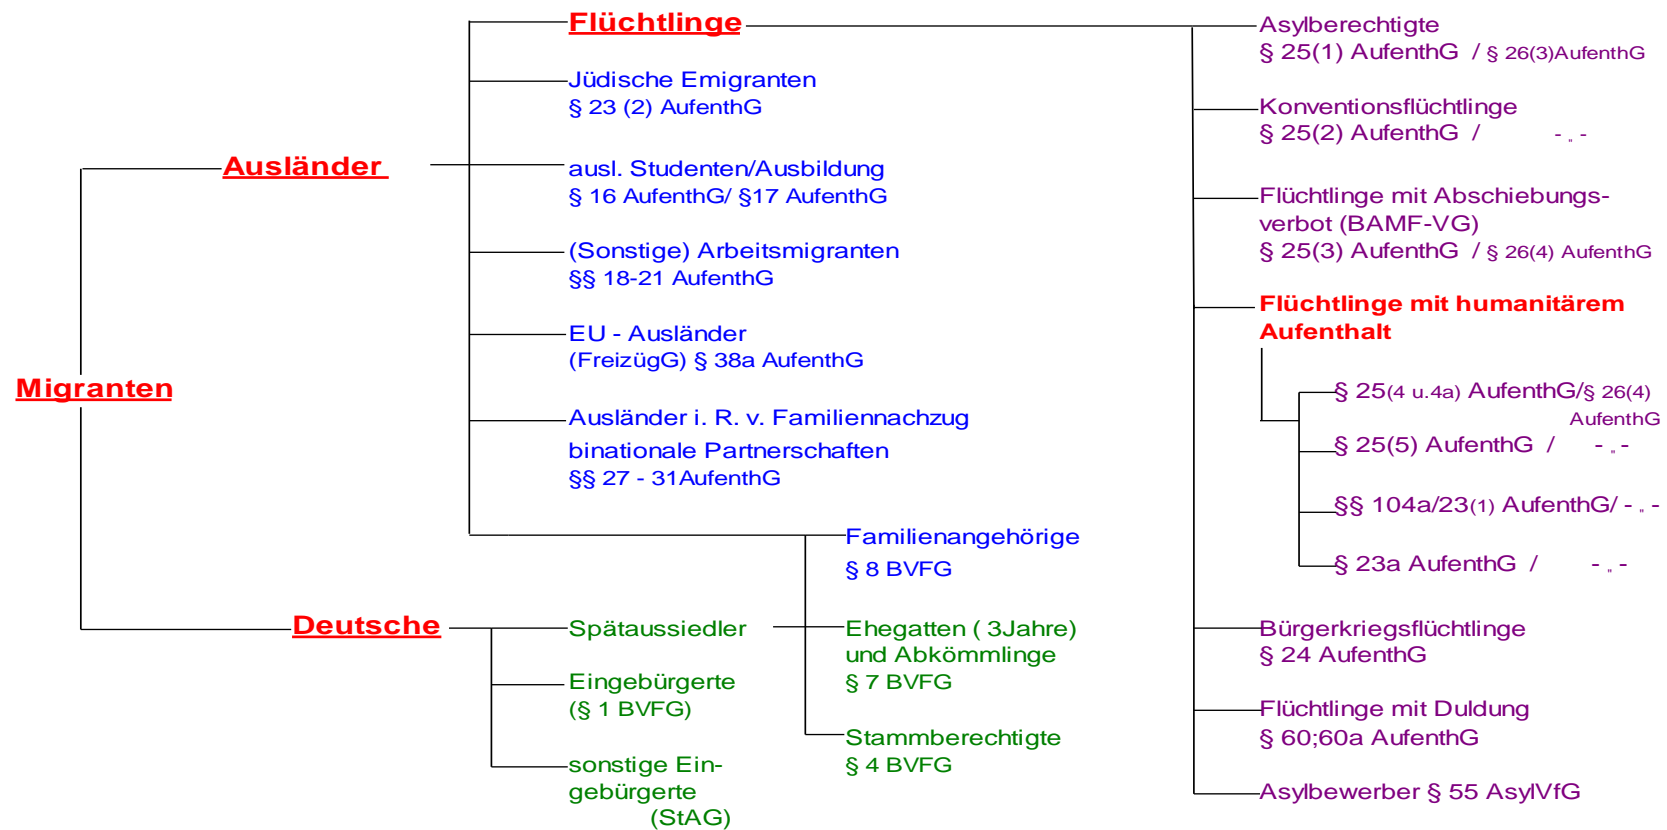 Migranten
Ausländer
Deutsche
Flüchtlinge
Jüdische Emigranten
§ 23 (2) AufenthG
ausl. Studenten/Ausbildung
§ 16 AufenthG/ §17 AufenthG
(Sonstige) Arbeitsmigranten
§§ 18-21 AufenthG
EU - Ausländer
(FreizügG) § 38a AufenthG
Ausländer i. R. v. Familiennachzug
binationale Partnerschaften
§§ 27 - 31AufenthG
Familienangehörige
§ 8 BVFG
Spätaussiedler
Eingebürgerte
(§ 1 BVFG)
sonstige Ein-
gebürgerte
(StAG)
Ehegatten ( 3Jahre)
und Abkömmlinge
§ 7 BVFG
Stammberechtigte
§ 4 BVFG
Asylberechtigte
§ 25(1) AufenthG / § 26(3)AufenthG
Konventionsflüchtlinge
§ 25(2) AufenthG / - „ -
Flüchtlinge mit Abschiebungs-
verbot (BAMF-VG)
§ 25(3) AufenthG / § 26(4) AufenthG
Flüchtlinge mit humanitärem
Aufenthalt
§ 25(4 u.4a) AufenthG/§ 26(4)
AufenthG
§ 25(5) AufenthG / - „ -
§§ 104a/23(1) AufenthG/ - „ -
§ 23a AufenthG / - „ -
Bürgerkriegsflüchtlinge
§ 24 AufenthG
Flüchtlinge mit Duldung
§ 60;60a AufenthG
Asylbewerber § 55 AsylVfG